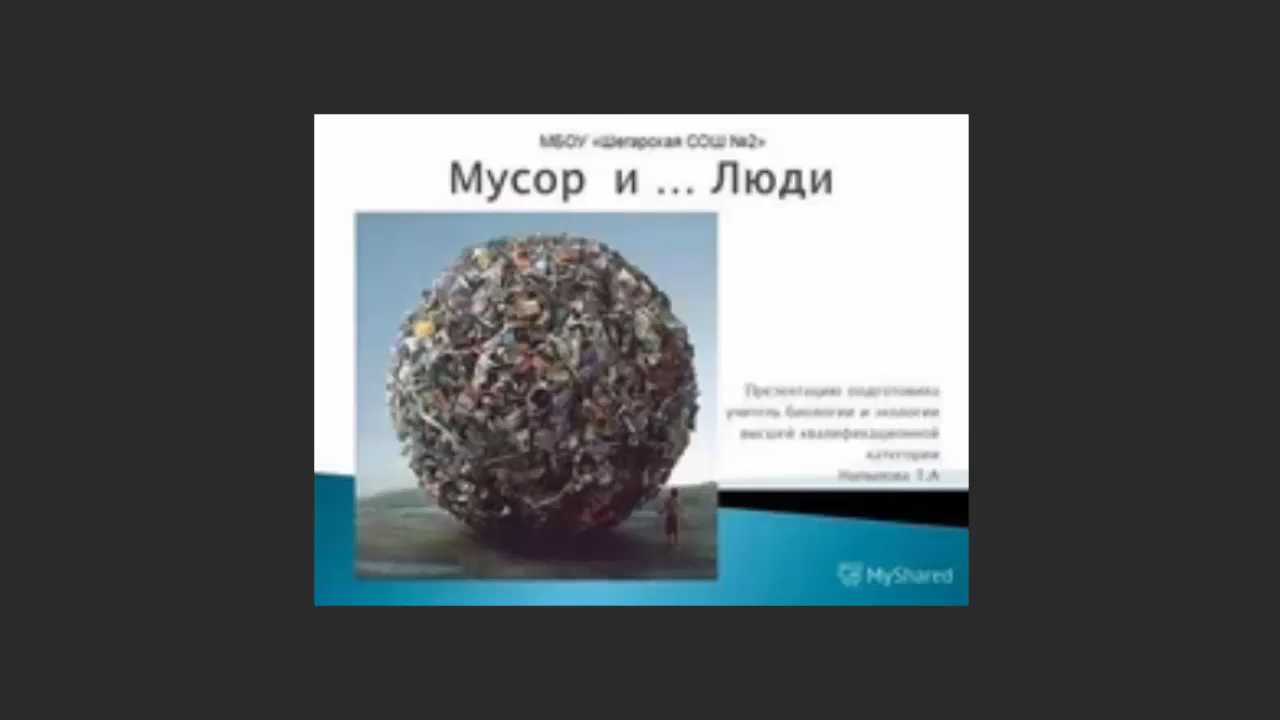 МБОУ «Шегарская СОШ №2»
Мусор и ... Люди
Презентацию подготовила
учитель биологии и экологии
высшей квалификационной
категории
Т.А
MyShared